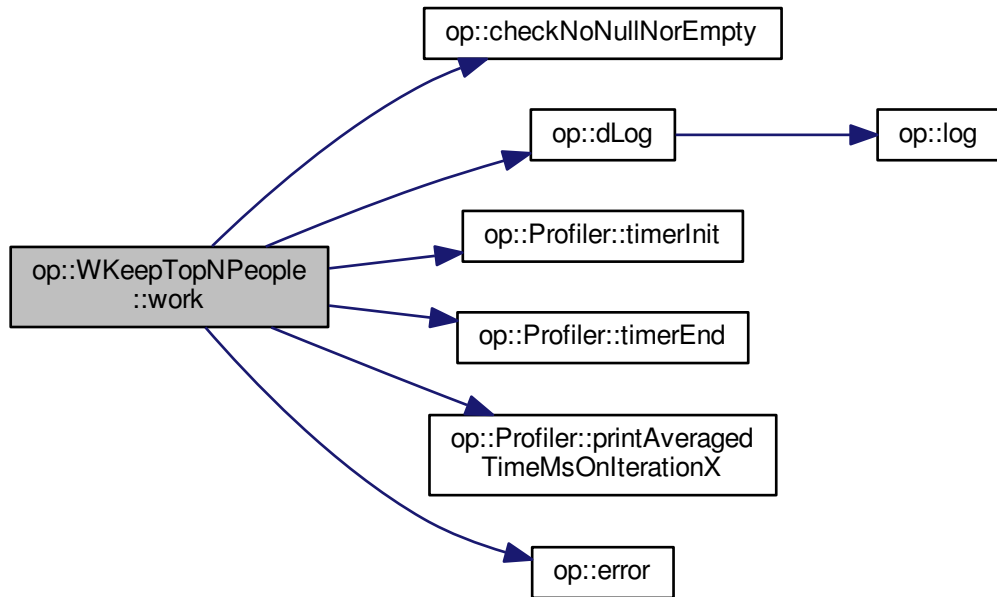 op::checkNoNullNorEmpty
op::dLog
op::log
op::Profiler::timerInit
op::WKeepTopNPeople
::work
op::Profiler::timerEnd
op::Profiler::printAveraged
TimeMsOnIterationX
op::error